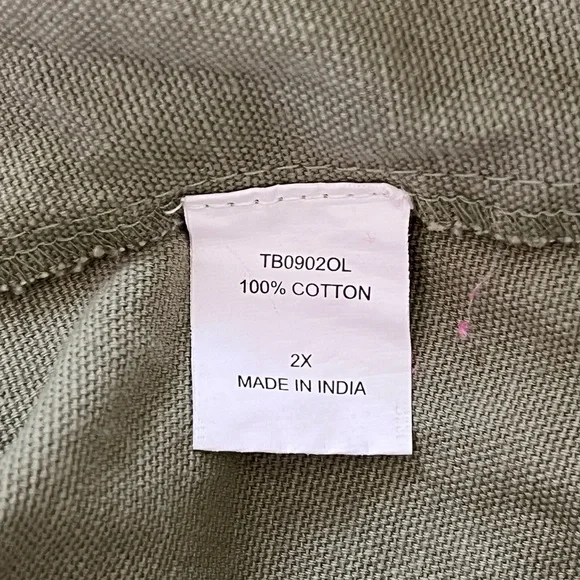 TB0902OL
100% COTTON
2X
MADE IN INDIA